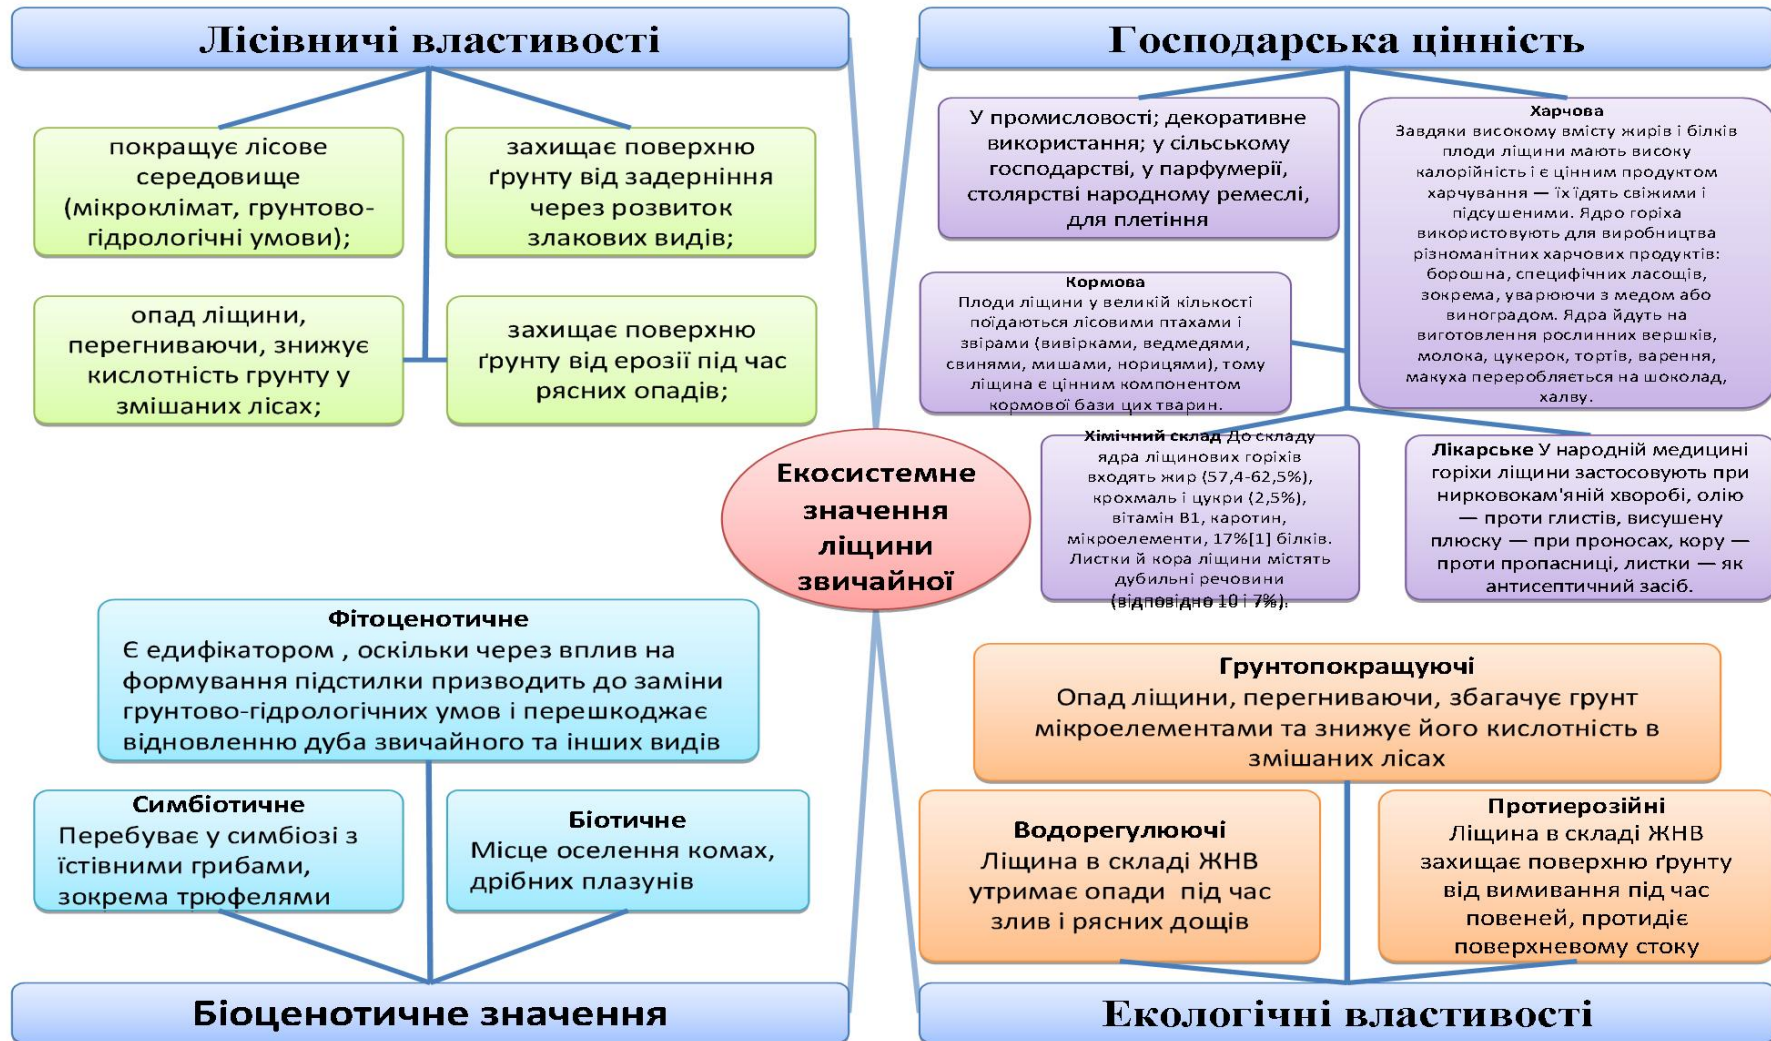 Лісівничі властивості
покращує лісове
середовище
(мікроклімат, грунтово-
гідрологічні умови);
захищає поверхню
ґрунту від задерніння
через розвиток
злакових видів;
опад ліщини,
перегниваючи, знижує
кислотність грунту у
змішаних лісах;
захищає поверхню
ґрунту від ерозії під час
рясних опадів;
Господарська цінність
У промисловості; декоративне
використання; у сільському
господарстві, у парфумерії,
столярстві народному ремеслі,
для плетіння
Харчова
Завдяки високому вмісту жирів і білків
плоди ліщини мають високу
калорійність і є цінним продуктом
харчування — їх їдять свіжими і
підсушеними. Ядро горіха
використовують для виробництва
різноманітних харчових продуктів:
борошна, специфічних ласощів,
зокрема, уварюючи з медом або
виноградом. Ядра йдуть на
виготовлення рослинних вершків,
молока, цукерок, тортів, варення,
макуха переробляється на шоколад,
халву.
Кормова
Плоди ліщини у великій кількості
поїдаються лісовими птахами і
звірами (вивірками, ведмедями,
свинями, мишами, норицями), тому
ліщина є цінним компонентом
кормової бази цих тварин.
Хімічний склад До складу
ядра ліщинових горіхів
входять жир (57,4-62,5%),
крохмаль і цукри (2,5%),
вітамін B1, каротин,
мікроелементи, 17%[1] білків.
Листки й кора ліщини містять
дубильні речовини
(відповідно 10 і 7%).
Лікарське У народній медицині
горіхи ліщини застосовують при
нирковокам'яній хворобі, олію
— проти глистів, висушену
плюску — при проносах, кору —
проти пропасниці, листки — як
антисептичний засіб.
Екосистемне
значення
ліщини
звичайної
Фітоценотичне
Є едифікатором , оскільки через вплив на
формування підстилки призводить до заміни
грунтово-гідрологічних умов і перешкоджає
відновленню дуба звичайного та інших видів
Симбіотичне
Перебуває у симбіозі з
їстівними грибами,
зокрема трюфелями
Біотичне
Місце оселення комах,
дрібних плазунів
Біоценотичне значення
Грунтопокращуючі
Опад ліщини, перегниваючи, збагачує грунт
мікроелементами та знижує його кислотність в
змішаних лісах
Водорегулюючі
Ліщина в складі ЖНВ
утримає опади під час
злив і рясних дощів
Протиерозійні
Ліщина в складі ЖНВ
захищає поверхню ґрунту
від вимивання під час
повеней, протидіє
поверхневому стоку
Екологічні властивості